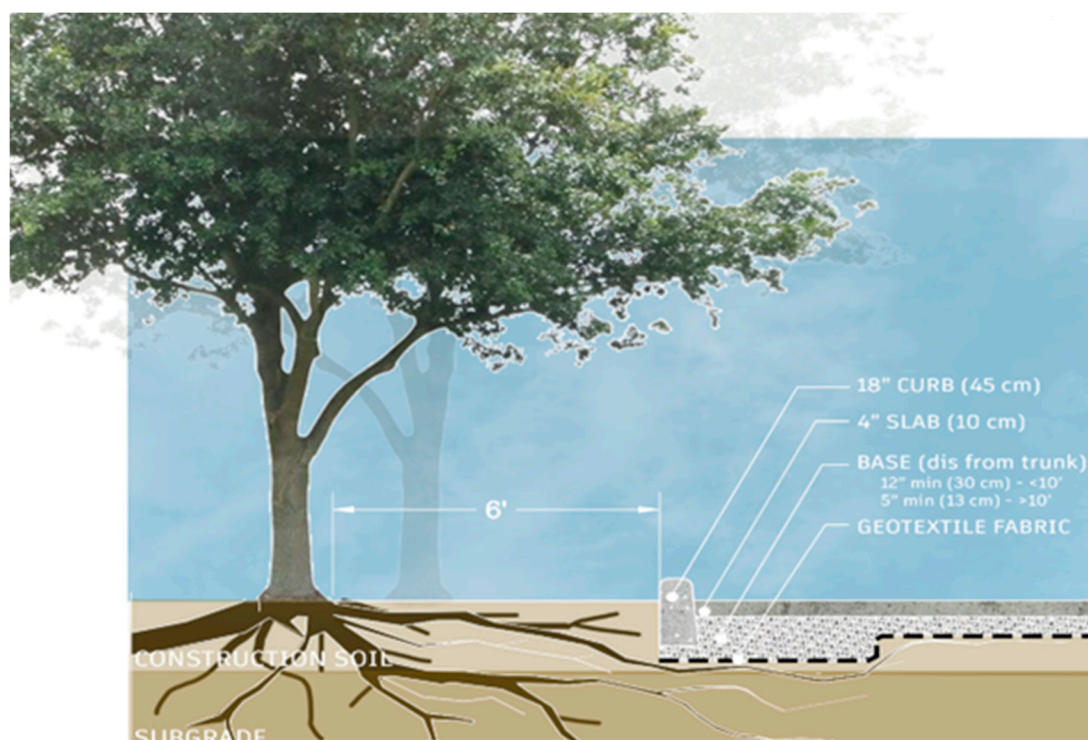 18" CURB (45 cm)
4" SLAB (10 cm)
BASE (dis from trunk)
12" min (30 cm) - <10'
5" min (13 cm) - >10'
6'
GEOTEXTILE FABRIC
CONSTRUCTION SOIL
SUBGRADE